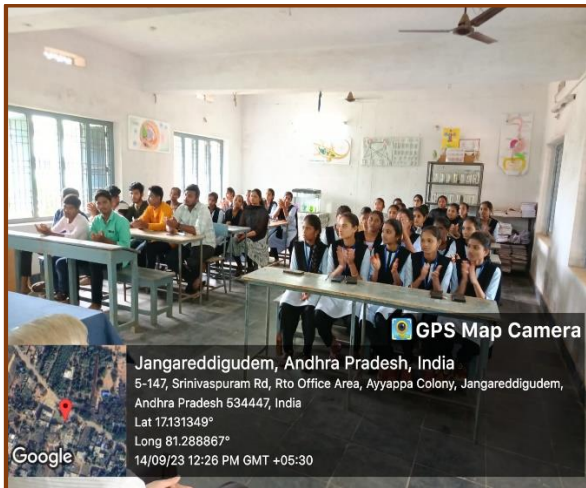 GPS Map Camera
Jangareddigudem, Andhra Pradesh, India
5-147, Srinivaspuram Rd, Rto Office Area, Ayyappa Colony, Jangareddigudem,
Andhra Pradesh 534447, India
Lat 17.131349°
Long 81.288867°
14/09/23 12:26 PM GMT +05:30
Google